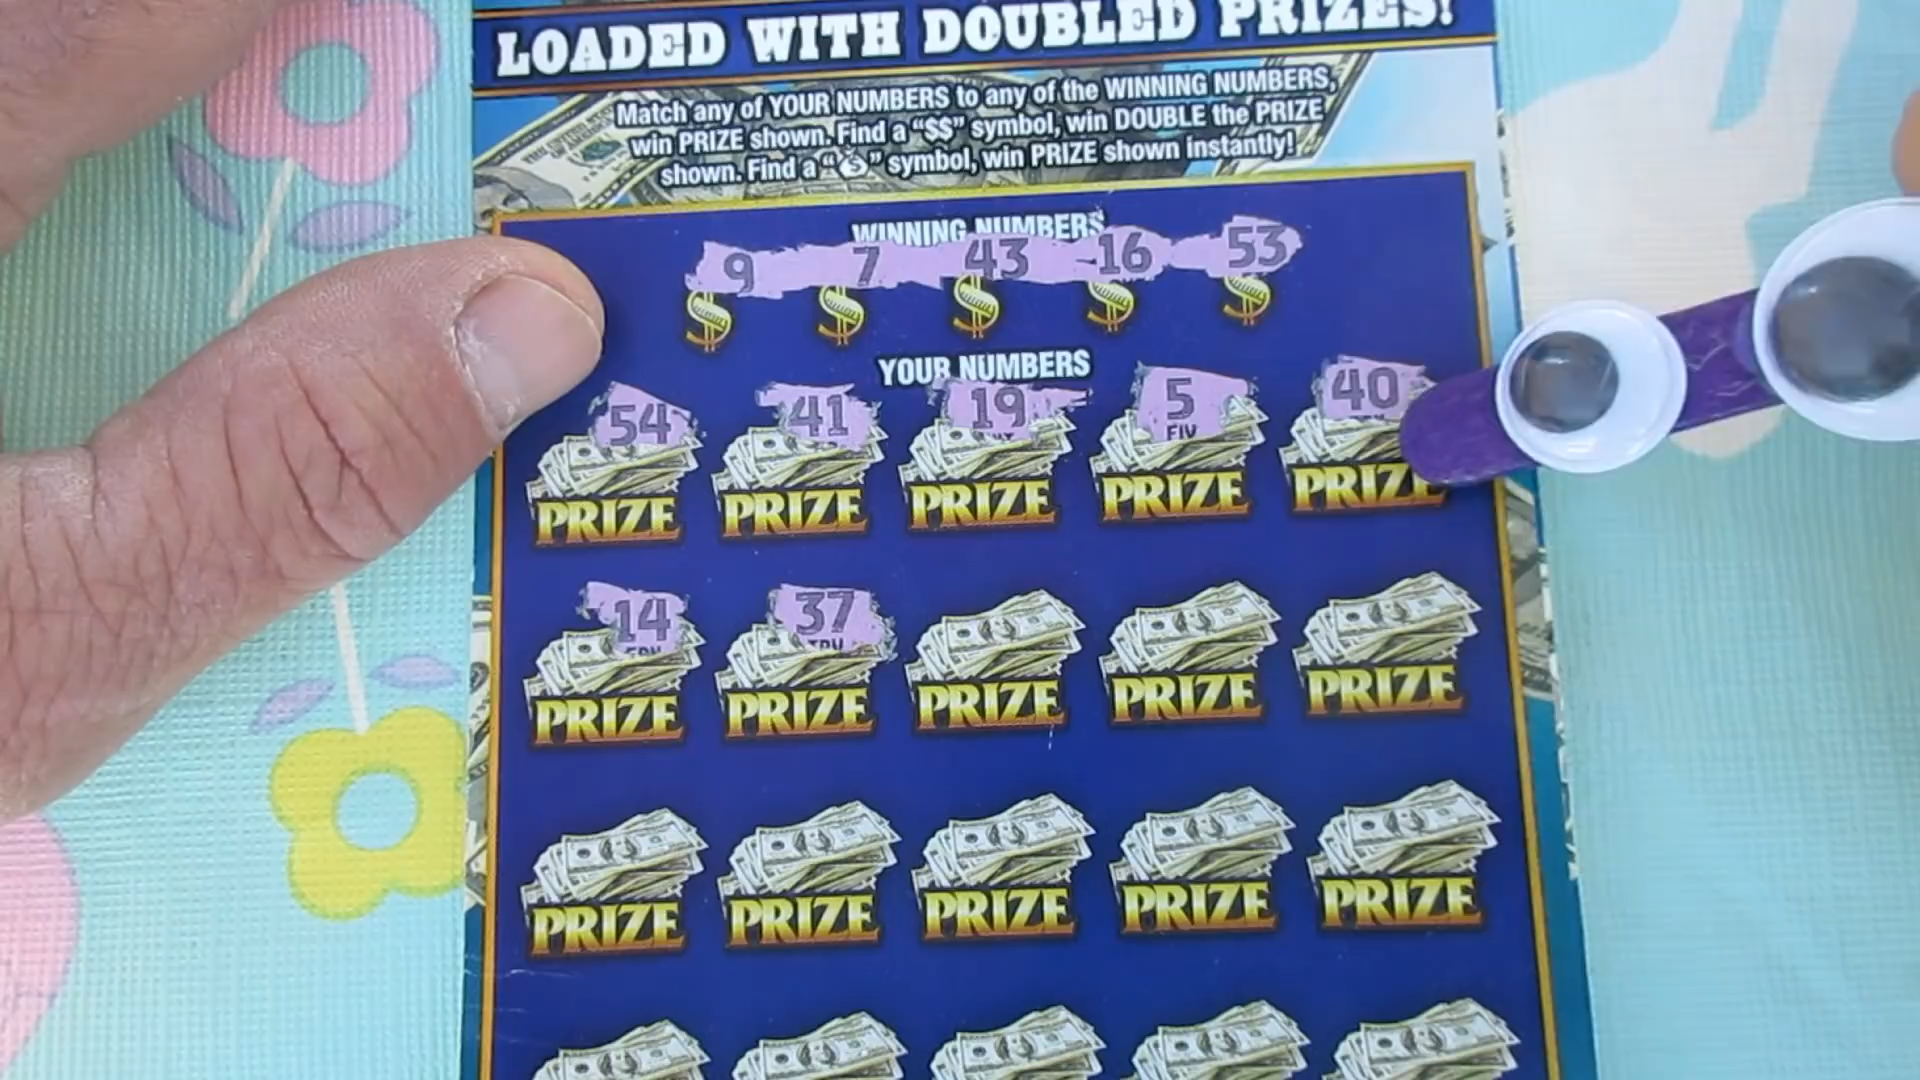 LOADED WITH DOUBLED PRIZES!
Match any of YOUR NUMBERS to any of the WINNING NUMBERS,
win PRIZE shown. Find a "$$" symbol, win DOUBLE the PRIZE
shown. Find a "$" symbol, win PRIZE shown instantly!
WINNING NUMBERS
9 7 43 16 53
$ $ $ $ $
YOUR NUMBERS
54 41 19 5 40
FIV
PRIZE PRIZE PRIZE PRIZE PRIZE
14 37
PRIZE PRIZE PRIZE PRIZE PRIZE
PRIZE PRIZE PRIZE PRIZE PRIZE